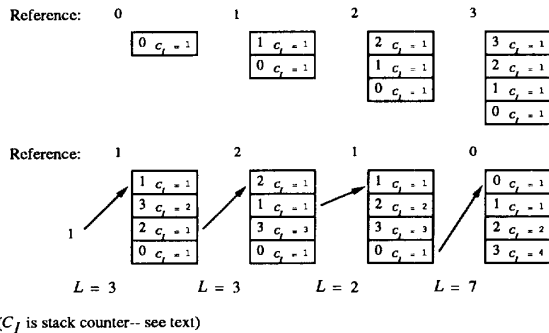 Reference: 0 1 2 3
0 C_I = 1 1 C_I = 1 2 C_I = 1 3 C_I = 1
0 C_I = 1 1 C_I = 1 2 C_I = 1
0 C_I = 1 1 C_I = 1
0 C_I = 1
Reference: 1 2 1 0
1 C_I = 1 2 C_I = 1 1 C_I = 1 0 C_I = 1
3 C_I = 2 1 C_I = 1 2 C_I = 2 1 C_I = 1
1 2 C_I = 1 3 C_I = 3 3 C_I = 3 2 C_I = 2
0 C_I = 1 0 C_I = 1 0 C_I = 1 3 C_I = 4
L = 3 L = 3 L = 2 L = 7
(C_I is stack counter-- see text)